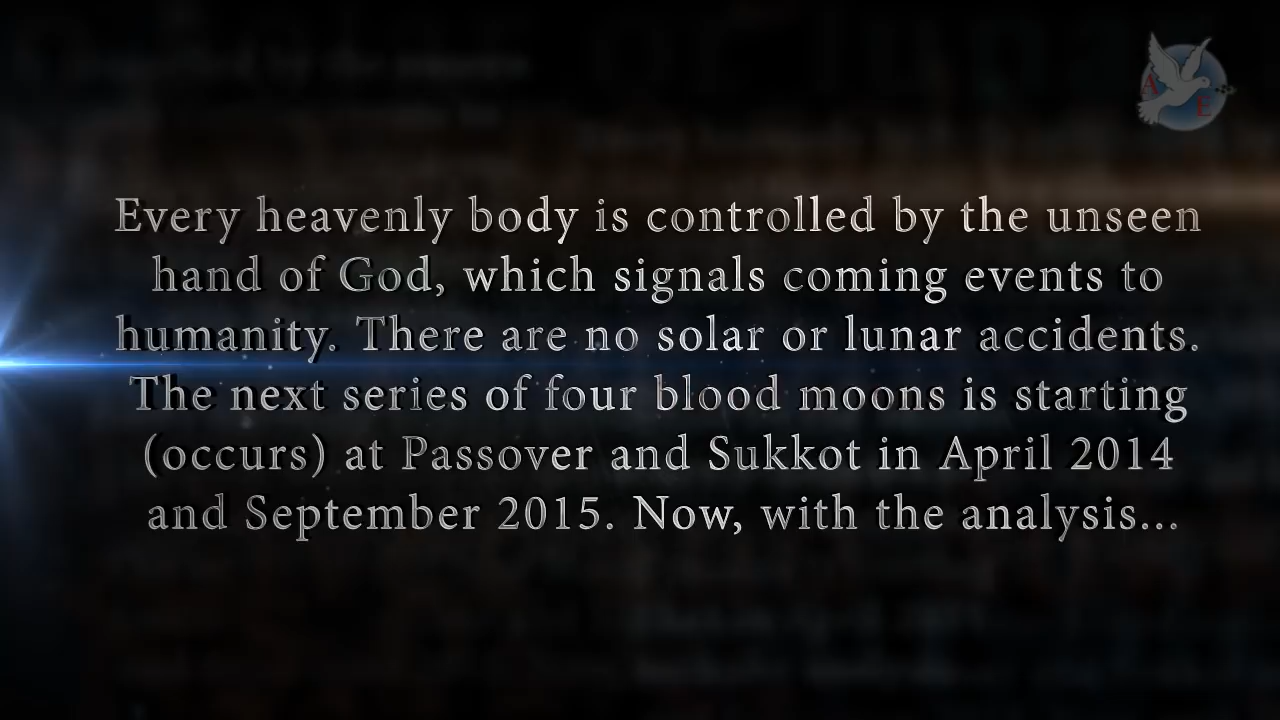 A
E
Every heavenly body is controlled by the unseen
hand of God, which signals coming events to
humanity. There are no solar or lunar accidents.
The next series of four blood moons is starting
(occurs) at Passover and Sukkot in April 2014
and September 2015. Now, with the analysis...